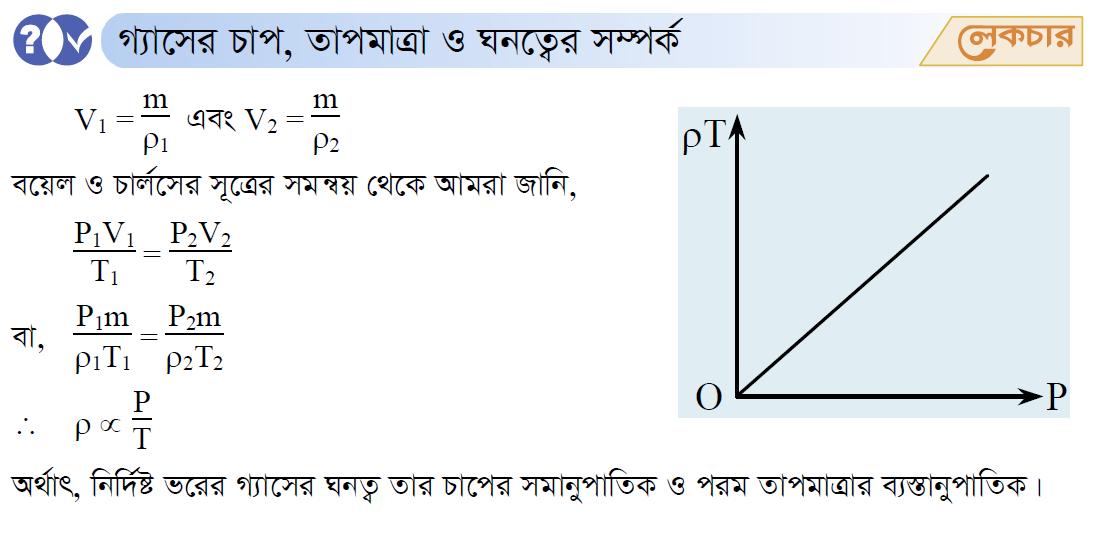 গ্যাসের চাপ, তাপমাত্রা ও ঘনত্বের সম্পর্ক
লেকচার
V₁ = m/ρ₁ এবং V₂ = m/ρ₂
বয়েল ও চার্লসের সূত্রের সমন্বয় থেকে আমরা জানি,
P₁V₁/T₁ = P₂V₂/T₂
বা, P₁m/ρ₁T₁ = P₂m/ρ₂T₂
∴ ρ ∝ P/T
ρT
O
P
অর্থাৎ, নির্দিষ্ট ভরের গ্যাসের ঘনত্ব তার চাপের সমানুপাতিক ও পরম তাপমাত্রার ব্যস্তানুপাতিক।